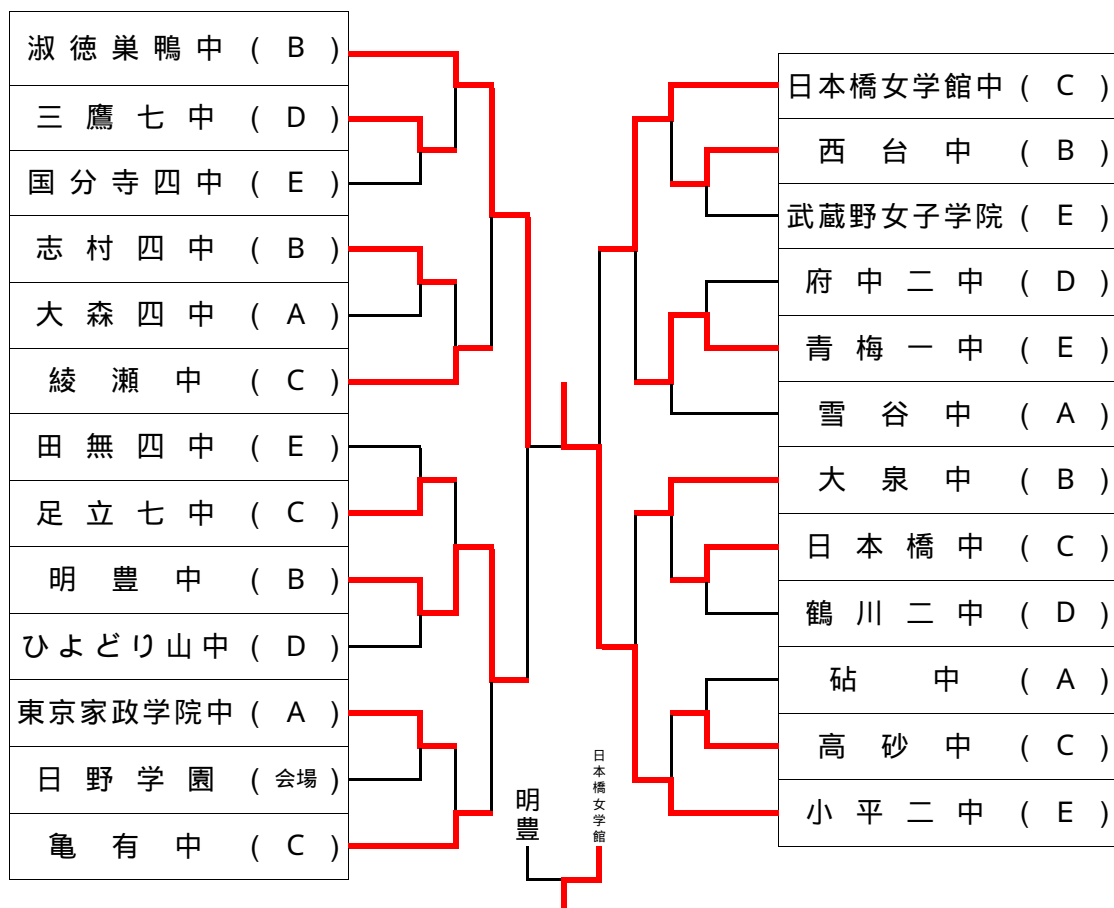 淑徳巣鴨中 ( B )
三鷹七中 ( D )
国分寺四中 ( E )
志村四中 ( B )
大森四中 ( A )
綾瀬中 ( C )
田無四中 ( E )
足立七中 ( C )
明豊中 ( B )
ひよどり山中 ( D )
東京家政学院中 ( A )
日野学園 ( 会場 )
亀有中 ( C )
明豊
日本橋女学館
日本橋女学館中 ( C )
西台中 ( B )
武蔵野女子学院 ( E )
府中二中 ( D )
青梅一中 ( E )
雪谷中 ( A )
大泉中 ( B )
日本橋中 ( C )
鶴川二中 ( D )
砧中 ( A )
高砂中 ( C )
小平二中 ( E )